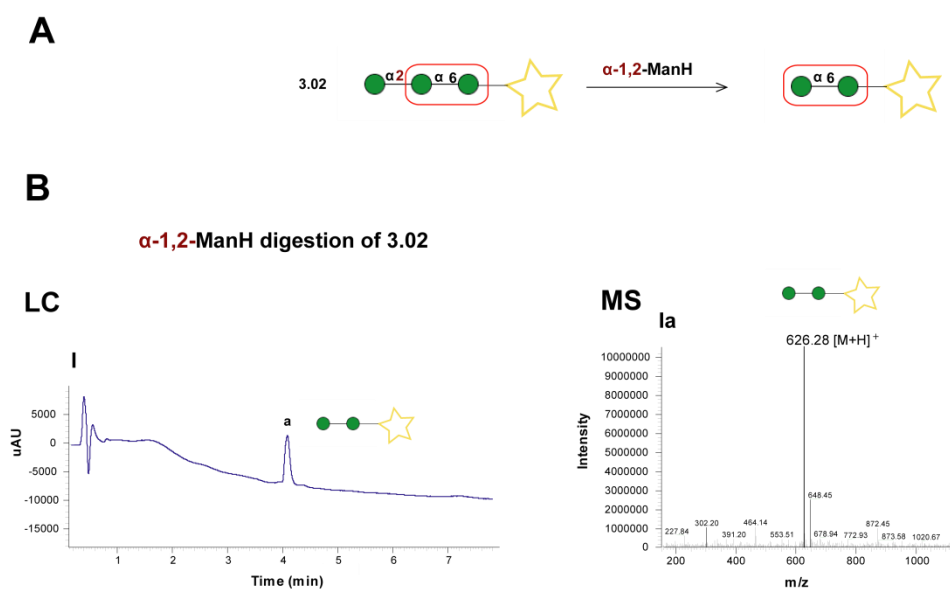 A
3.02
α2
α 6
α-1,2-ManH
α 6
B
α-1,2-ManH digestion of 3.02
LC
MS
I
Ia
626.28 [M+H]+
a
uAU
5000
0
-5000
-10000
-15000
1 2 3 4 5 6 7
Time (min)
Intensity
10000000
9000000
8000000
7000000
6000000
5000000
4000000
3000000
2000000
1000000
0
227.84
302.20
391.20
464.14
553.51
648.45
678.94
772.93
872.45
873.58
1020.67
200 400 600 800 1000
m/z